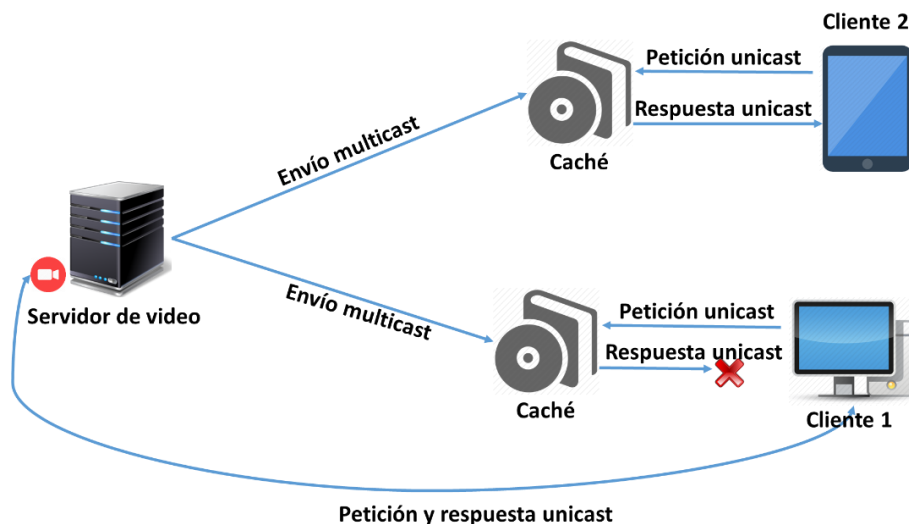 Cliente 2
Petición unicast
Respuesta unicast
Caché
Envío multicast
Servidor de video
Envío multicast
Petición unicast
Respuesta unicast
Caché
Cliente 1
Petición y respuesta unicast